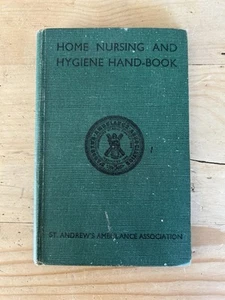 HOME NURSING AND
HYGIENE HAND-BOOK
ST. ANDREW'S AMBULANCE ASSOCIATION